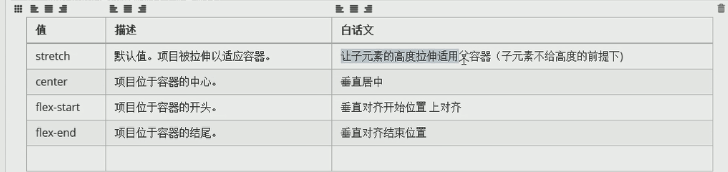 值 描述 白话文
stretch 默认值。项目被拉伸以适应容器。 让子元素的高度拉伸适用父容器（子元素不给高度的前提下)
center 项目位于容器的中心。 垂直居中
flex-start 项目位于容器的开头。 垂直对齐开始位置 上对齐
flex-end 项目位于容器的结尾。 垂直对齐结束位置